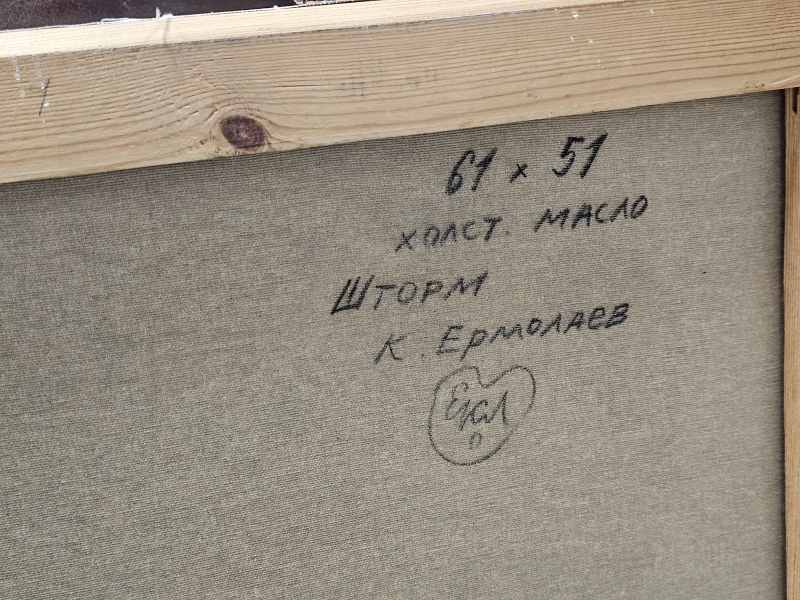 61 x 51
холст. масло
Шторм
К. Ермолаев